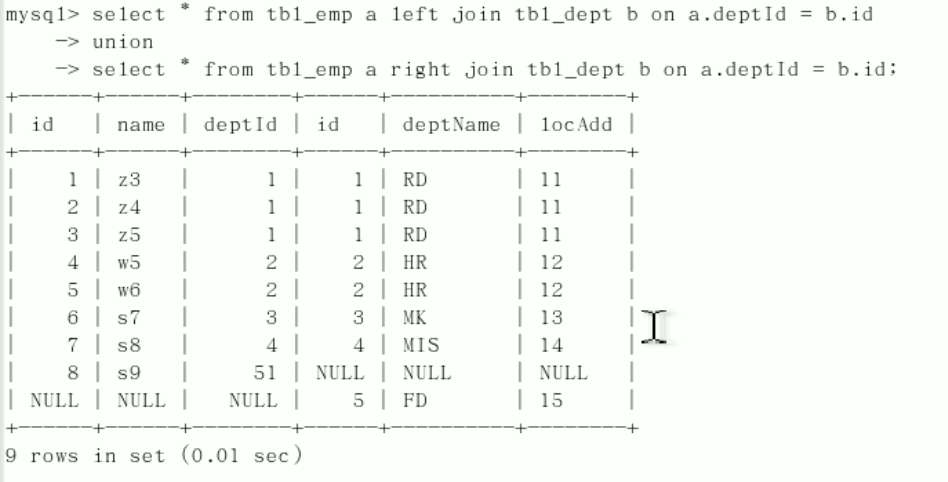 mysql> select * from tbl_emp a left join tbl_dept b on a.deptId = b.id
    -> union
    -> select * from tbl_emp a right join tbl_dept b on a.deptId = b.id;
+------+------+--------+------+----------+--------+
| id   | name | deptId | id   | deptName | locAdd |
+------+------+--------+------+----------+--------+
|    1 | z3   |      1 |    1 | RD       | 11     |
|    2 | z4   |      1 |    1 | RD       | 11     |
|    3 | z5   |      1 |    1 | RD       | 11     |
|    4 | w5   |      2 |    2 | HR       | 12     |
|    5 | w6   |      2 |    2 | HR       | 12     |
|    6 | s7   |      3 |    3 | MK       | 13     |
|    7 | s8   |      4 |    4 | MIS      | 14     |
|    8 | s9   |     51 | NULL | NULL     | NULL   |
| NULL | NULL |   NULL |    5 | FD       | 15     |
+------+------+--------+------+----------+--------+
9 rows in set (0.01 sec)